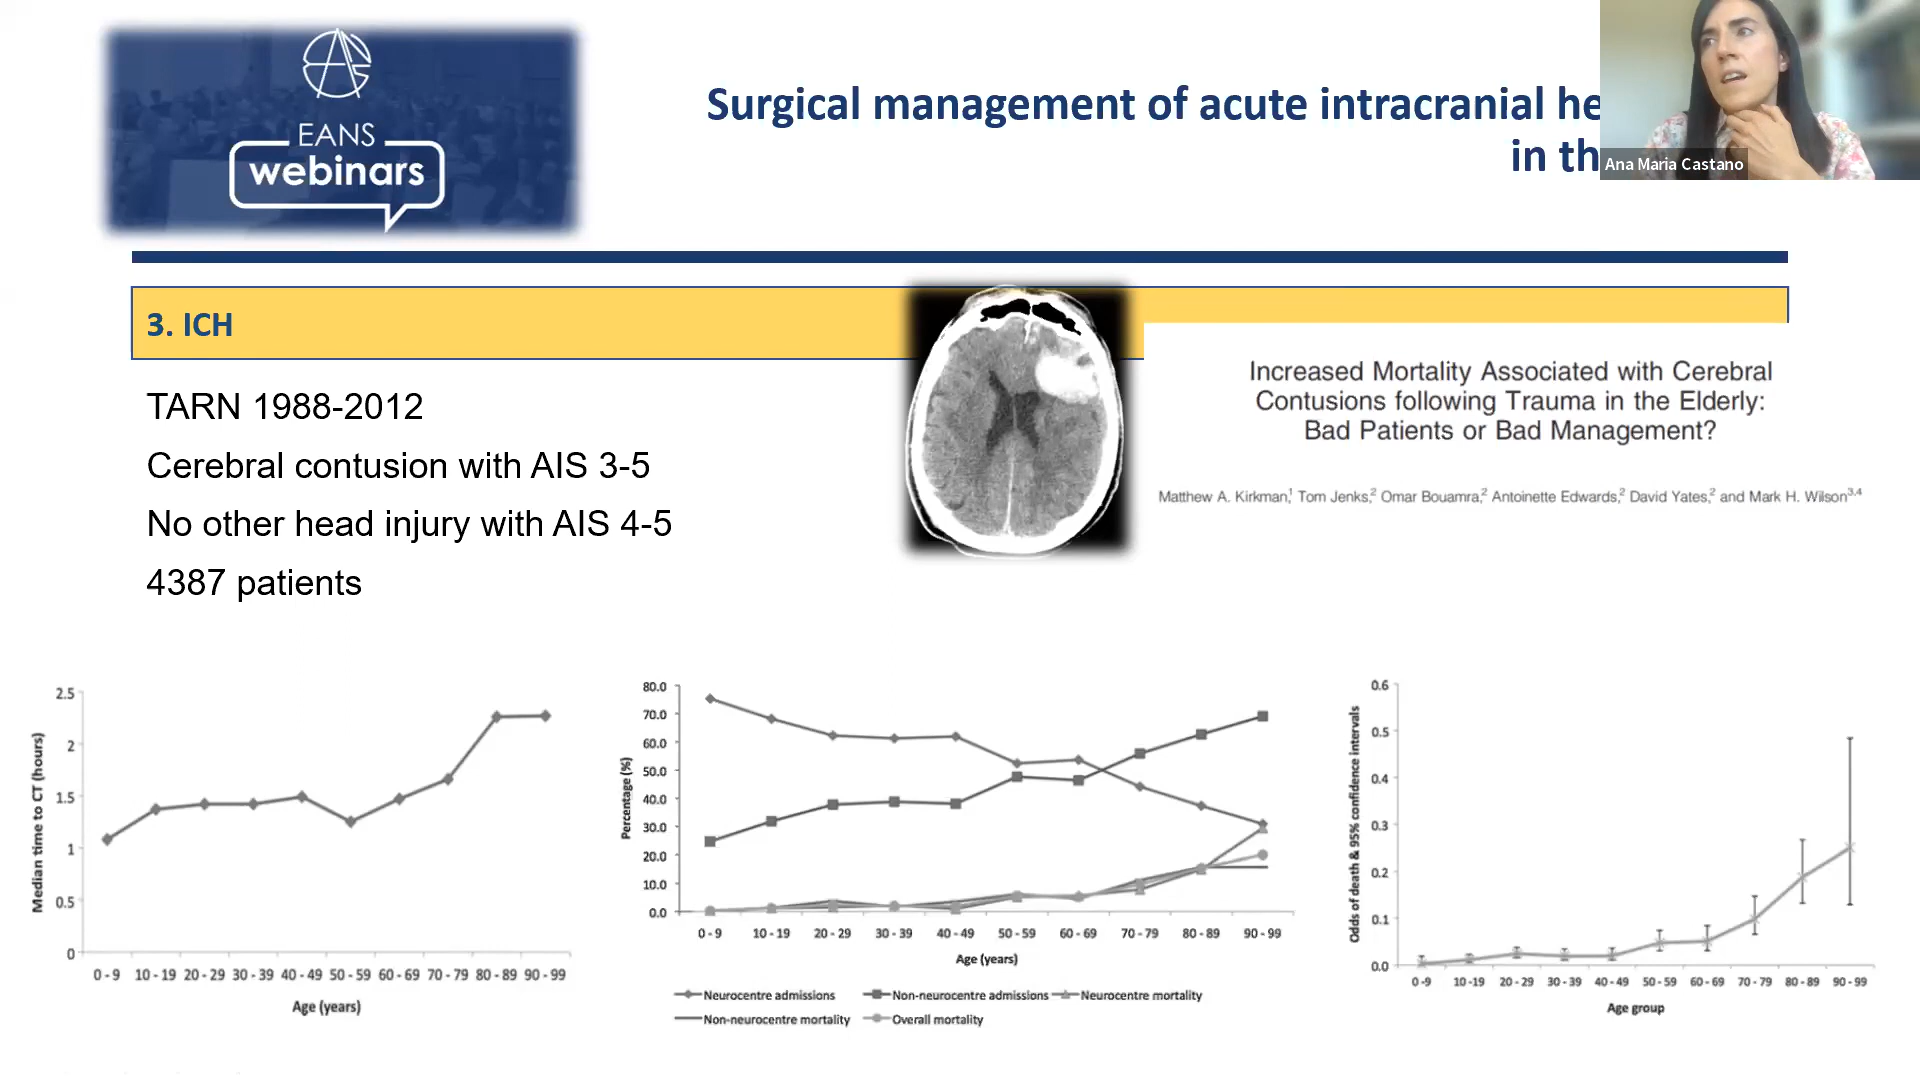 EANS
webinars
Surgical management of acute intracranial he
in th
Ana Maria Castano
3. ICH
TARN 1988-2012
Cerebral contusion with AIS 3-5
No other head injury with AIS 4-5
4387 patients
Increased Mortality Associated with Cerebral
Contusions following Trauma in the Elderly:
Bad Patients or Bad Management?
Matthew A. Kirkman,1 Tom Jenks,2 Omar Bouamra,2 Antoinette Edwards,2 David Yates,2 and Mark H. Wilson3,4
Median time to CT (hours)
2.5
2
1.5
1
0.5
0
0 - 9 10 - 19 20 - 29 30 - 39 40 - 49 50 - 59 60 - 69 70 - 79 80 - 89 90 - 99
Age (years)
Percentage (%)
80.0
70.0
60.0
50.0
40.0
30.0
20.0
10.0
0.0
0 - 9 10 - 19 20 - 29 30 - 39 40 - 49 50 - 59 60 - 69 70 - 79 80 - 89 90 - 99
Age (years)
Neurocentre admissions Non-neurocentre admissions Neurocentre mortality
Non-neurocentre mortality Overall mortality
Odds of death & 95% confidence intervals
0.6
0.5
0.4
0.3
0.2
0.1
0.0
0 -9 10 -19 20 - 29 30 - 39 40 - 49 50 - 59 60 - 69 70 - 79 80 - 89 90 - 99
Age group